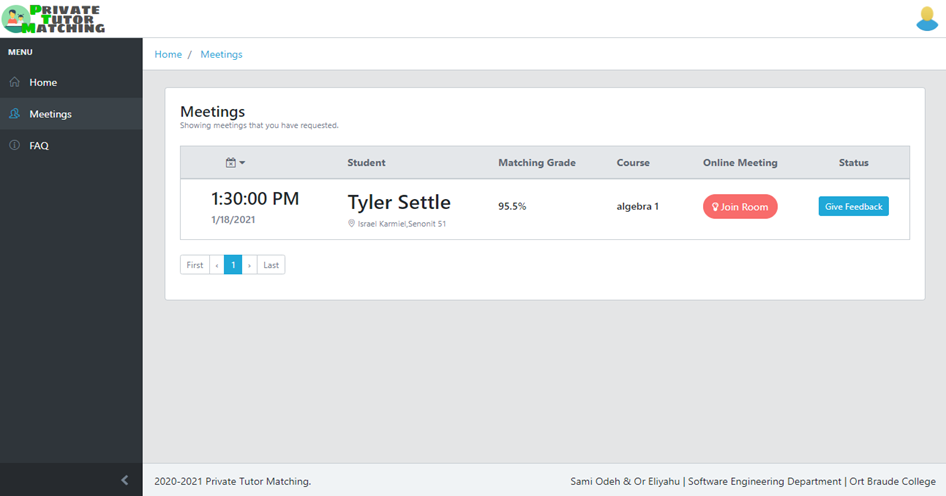 PRIVATE
TUTOR
MATCHING
MENU
Home
Meetings
FAQ
Home / Meetings
Meetings
Showing meetings that you have requested.
Student Matching Grade Course Online Meeting Status
1:30:00 PM Tyler Settle 95.5% algebra 1 Join Room Give Feedback
1/18/2021 Israel Karmiel,Senonit 51
First ‹ 1 › Last
2020-2021 Private Tutor Matching. Sami Odeh & Or Eliyahu | Software Engineering Department | Ort Braude College